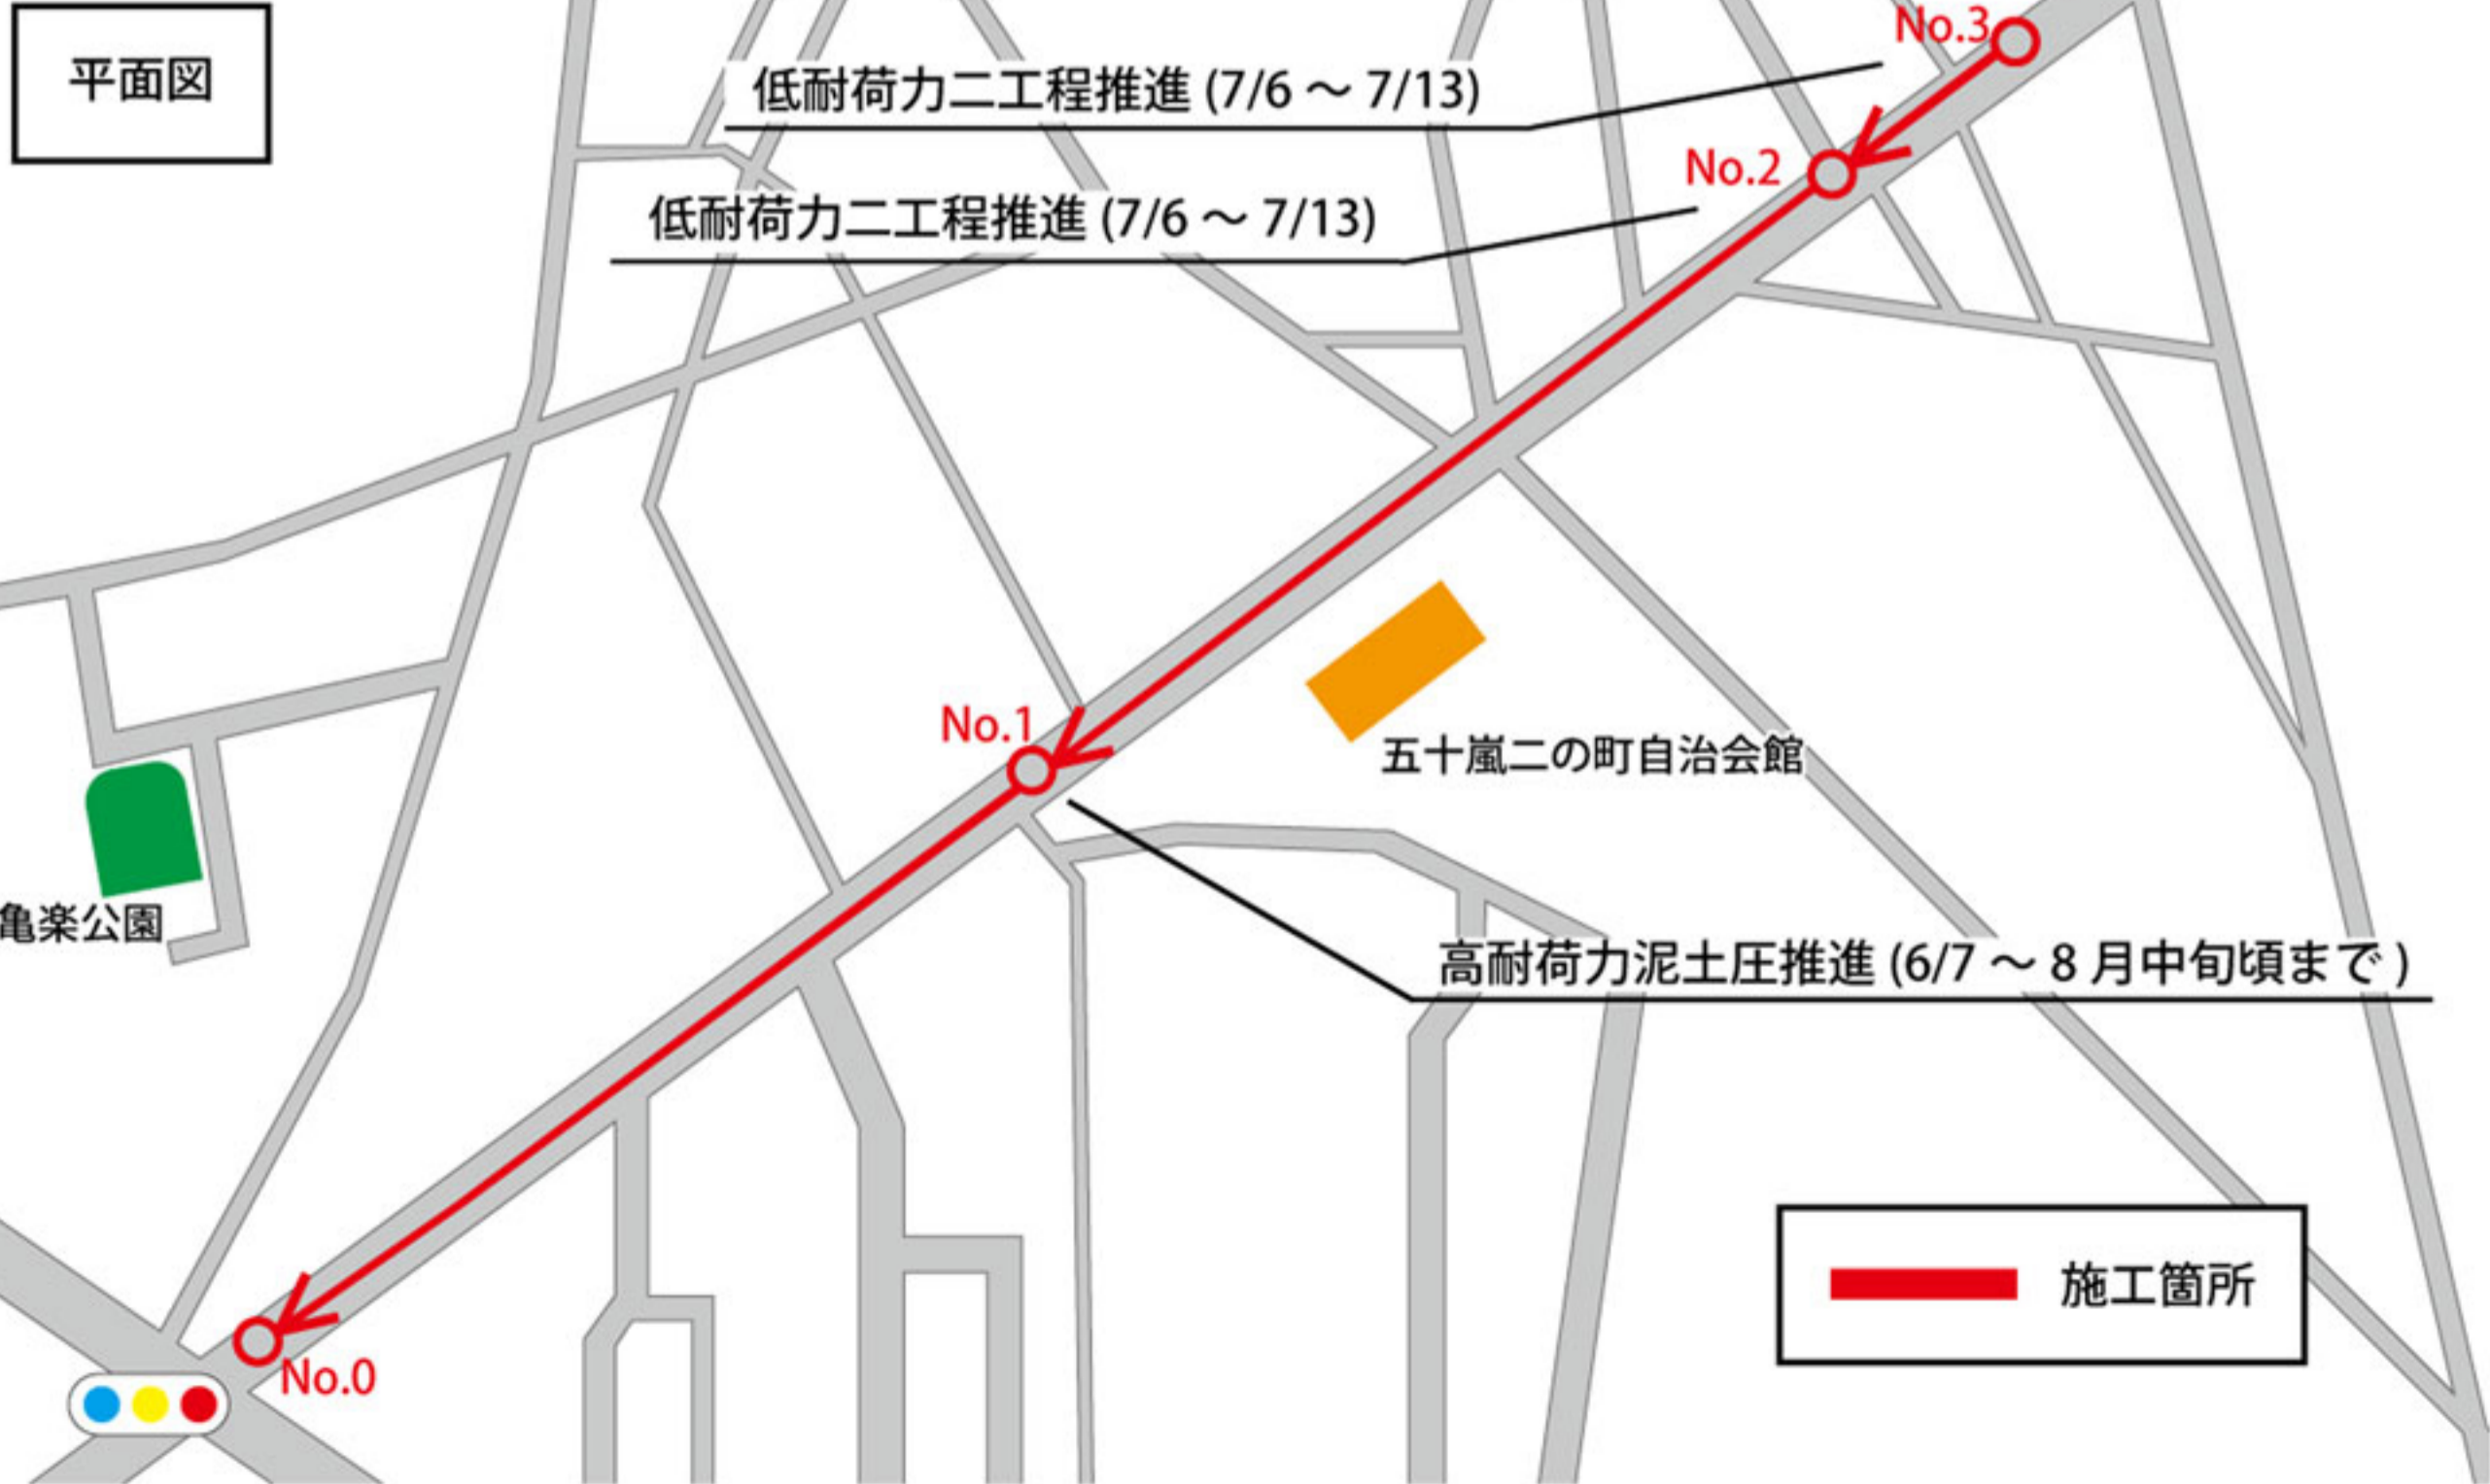 平面図
No.3
低耐荷力二工程推進 (7/6 ～ 7/13)
No.2
低耐荷力二工程推進 (7/6 ～ 7/13)
No.1
五十嵐二の町自治会館
亀楽公園
高耐荷力泥土圧推進 (6/7 ～ 8 月中旬頃まで )
施工箇所
No.0